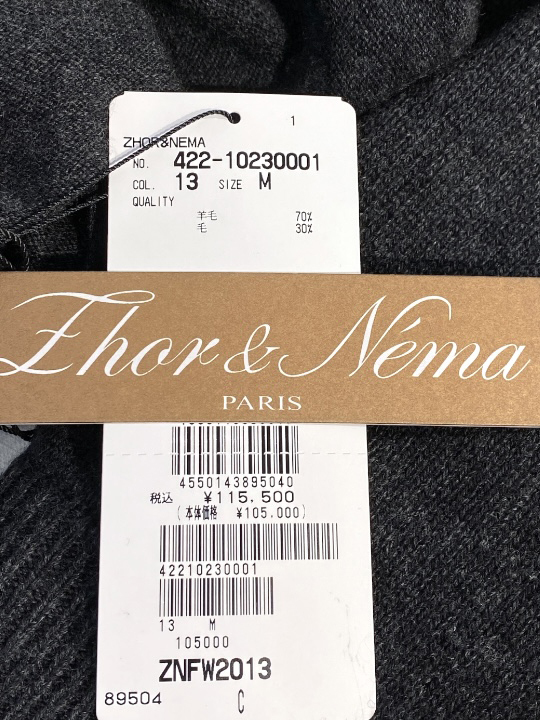 1
ZHOR&NEMA
NO. 422-10230001
COL. 13 SIZE M
QUALITY
羊毛 70%
毛 30%
Zhor & Néma
PARIS
4550143895040
税込 ¥115,500
(本体価格 ¥105,000)
42210230001
13 M
105000
ZNFW2013
89504 C